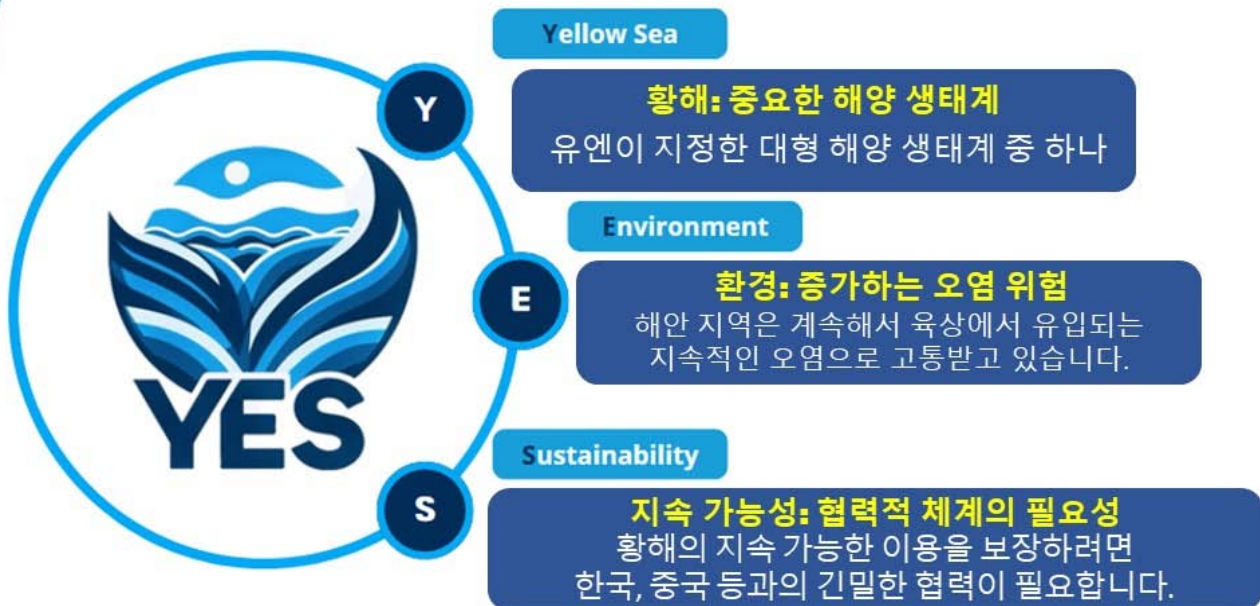 Yellow Sea
Y
황해: 중요한 해양 생태계
유엔이 지정한 대형 해양 생태계 중 하나
Environment
E
환경: 증가하는 오염 위험
해안 지역은 계속해서 육상에서 유입되는
지속적인 오염으로 고통받고 있습니다.
YES
Sustainability
S
지속 가능성: 협력적 체계의 필요성
황해의 지속 가능한 이용을 보장하려면
한국, 중국 등과의 긴밀한 협력이 필요합니다.